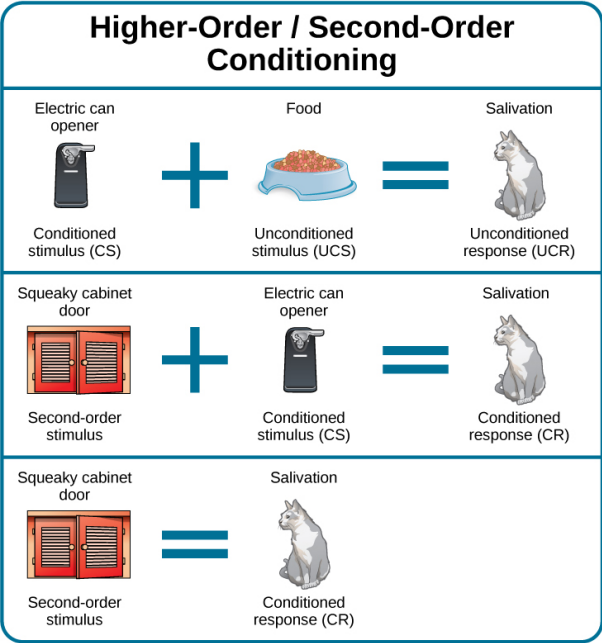 Higher-Order / Second-Order
Conditioning
Electric can
opener
Food
Salivation
Conditioned
stimulus (CS)
Unconditioned
stimulus (UCS)
Unconditioned
response (UCR)
Squeaky cabinet
door
Electric can
opener
Salivation
Second-order
stimulus
Conditioned
stimulus (CS)
Conditioned
response (CR)
Squeaky cabinet
door
Salivation
Second-order
stimulus
Conditioned
response (CR)